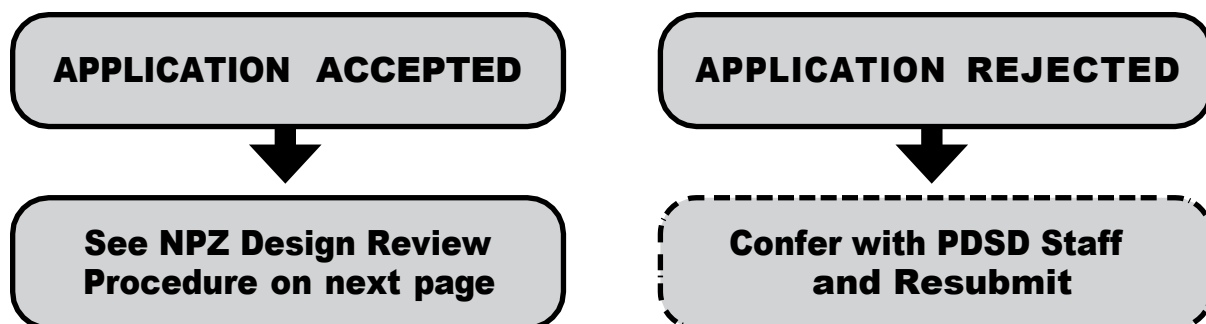 APPLICATION ACCEPTED
APPLICATION REJECTED
See NPZ Design Review
Procedure on next page
Confer with PDSD Staff
and Resubmit